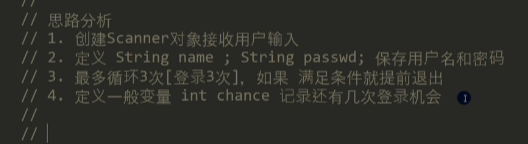 //
// 思路分析
// 1. 创建Scanner对象接收用户输入
// 2. 定义 String name ; String passwd; 保存用户名和密码
// 3. 最多循环3次[登录3次]，如果 满足条件就提前退出
// 4. 定义一般变量 int chance 记录还有几次登录机会
//
//